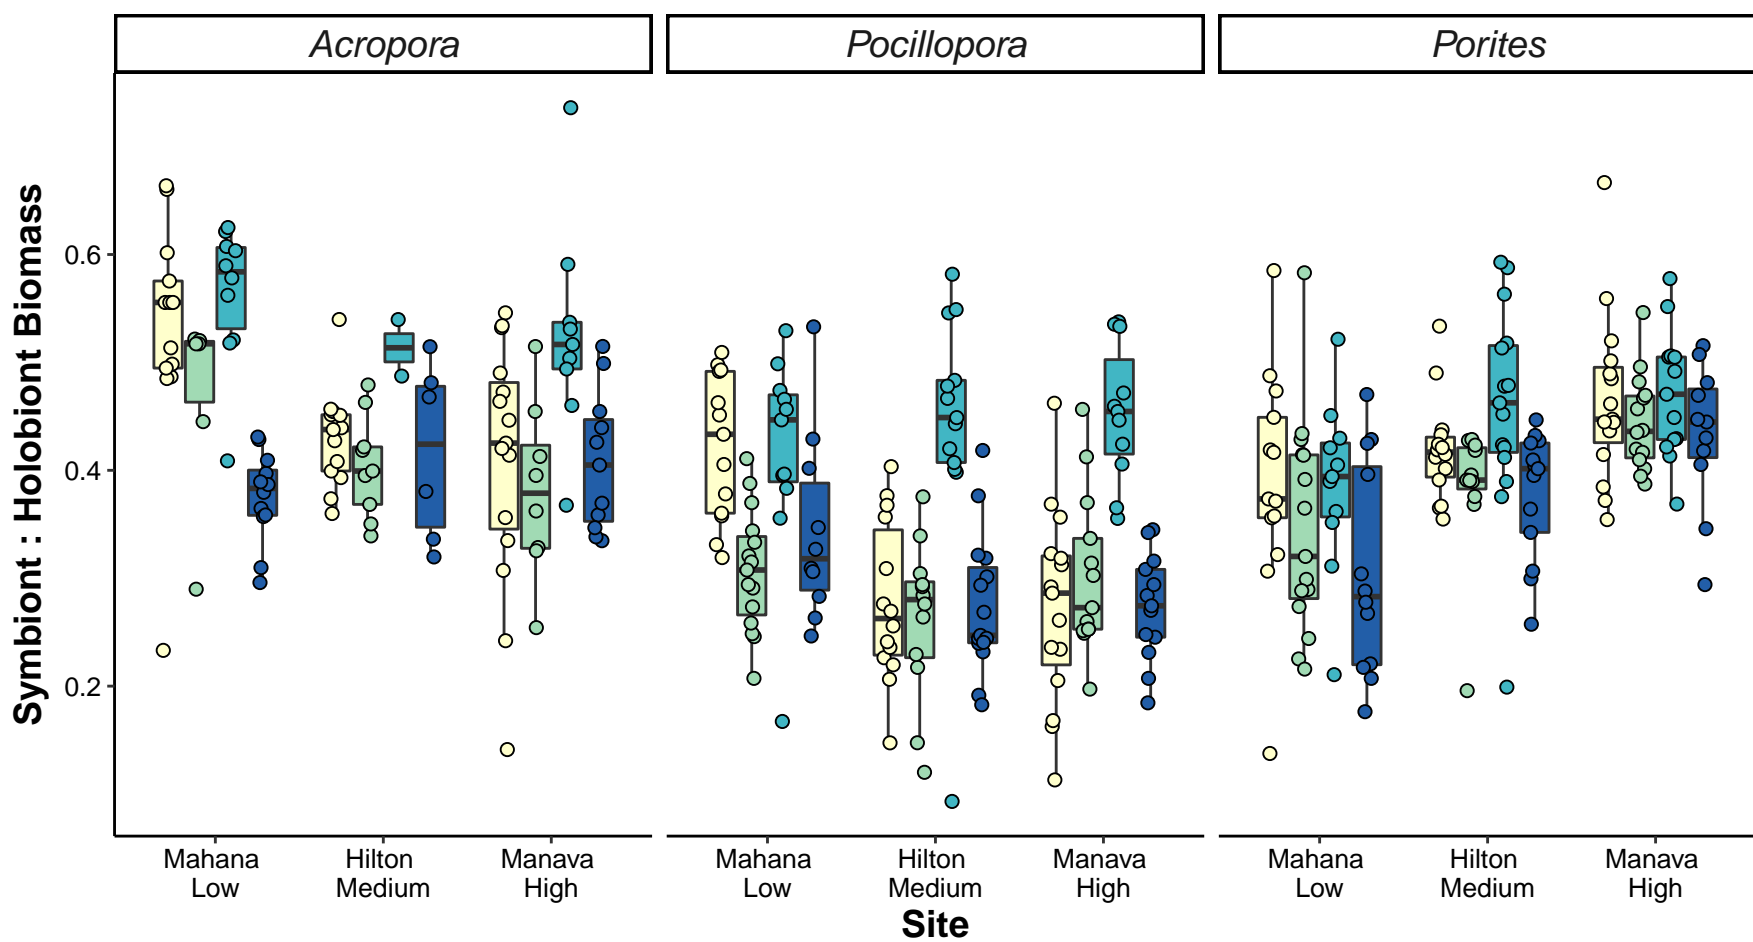 Acropora Pocillopora Porites
Symbiont : Holobiont Biomass
0.6
0.4
0.2
Mahana Hilton Manava Mahana Hilton Manava Mahana Hilton Manava
Low Medium High Low Medium High Low Medium High
Site